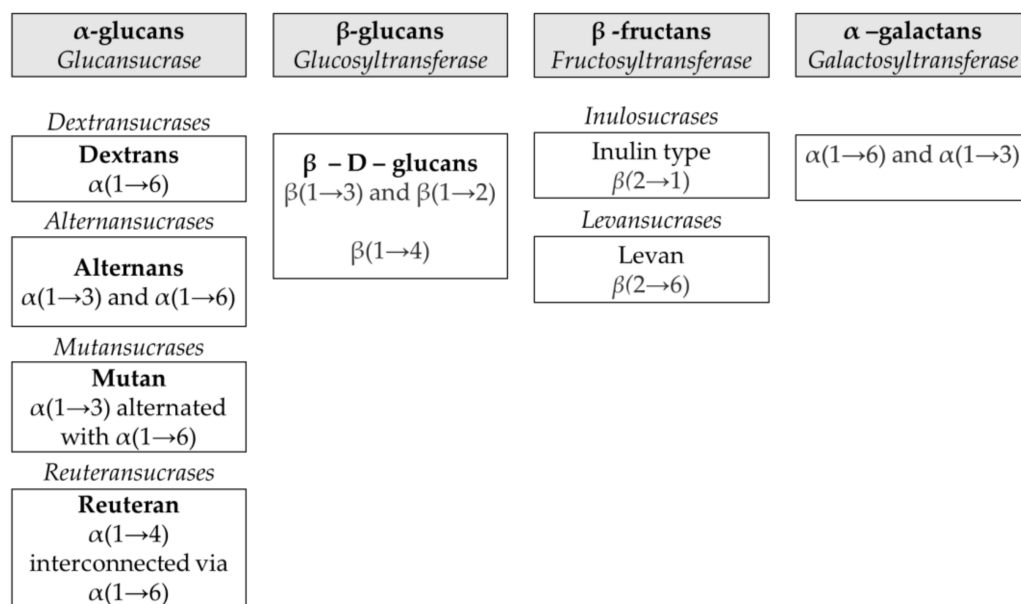 α-glucans
Glucansucrase
Dextransucrases
Dextrans
α(1→6)
Alternansucrases
Alternans
α(1→3) and α(1→6)
Mutansucrases
Mutan
α(1→3) alternated
with α(1→6)
Reuteransucrases
Reuteran
α(1→4)
interconnected via
α(1→6)
β-glucans
Glucosyltransferase
β – D – glucans
β(1→3) and β(1→2)
β(1→4)
β -fructans
Fructosyltransferase
Inulosucrases
Inulin type
β(2→1)
Levansucrases
Levan
β(2→6)
α –galactans
Galactosyltransferase
α(1→6) and α(1→3)